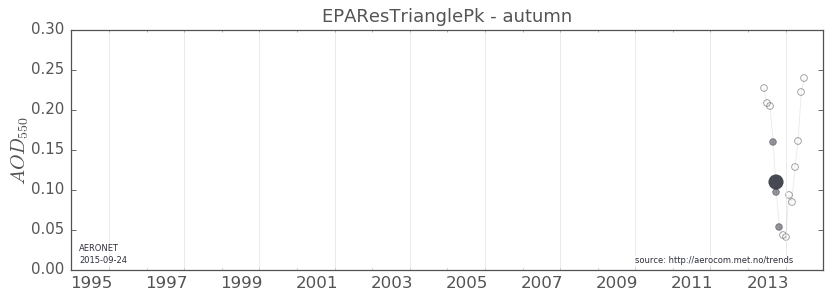 EPAResTrianglePk - autumn
0.30
0.25
0.20
0.15
0.10
0.05
0.00
AOD550
AERONET
2015-09-24
source: http://aerocom.met.no/trends
1995 1997 1999 2001 2003 2005 2007 2009 2011 2013